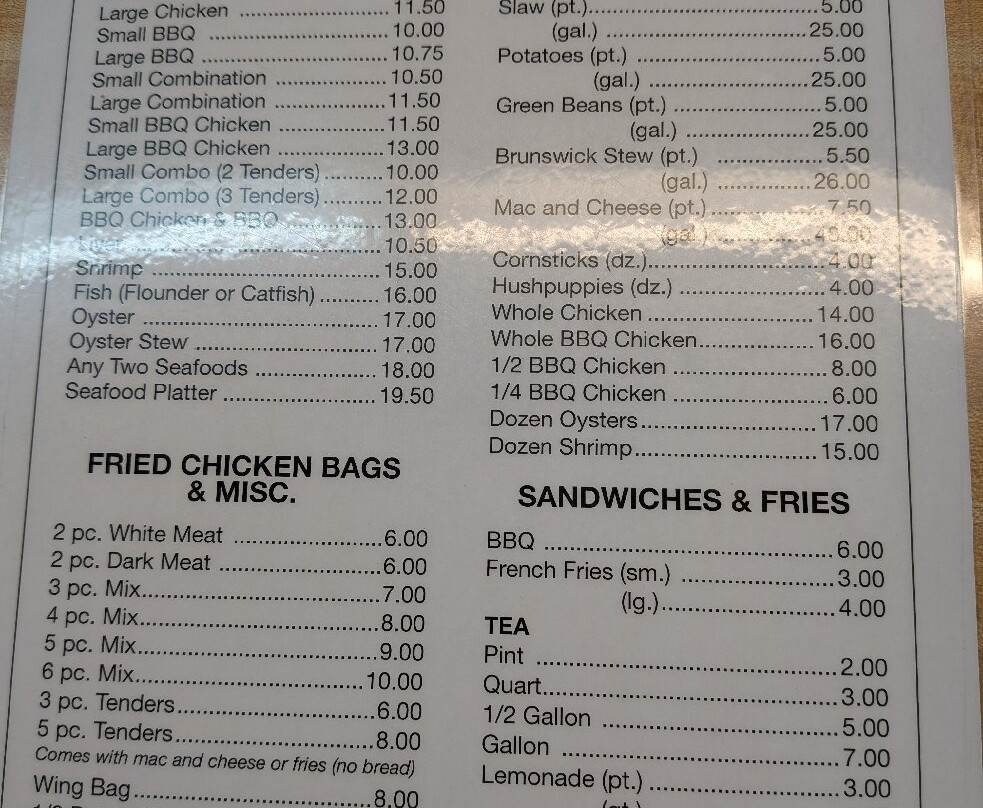 Large Chicken ........................11.50
Small BBQ ..............................10.00
Large BBQ ..............................10.75
Small Combination ..................10.50
Large Combination ..................11.50
Small BBQ Chicken .................11.50
Large BBQ Chicken .................13.00
Small Combo (2 Tenders)..........10.00
Large Combo (3 Tenders)..........12.00
BBQ Chicken & BBQ................13.00
10.50
Shrimp ......................................15.00
Fish (Flounder or Catfish) ..........16.00
Oyster ........................................17.00
Oyster Stew ................................17.00
Any Two Seafoods ....................18.00
Seafood Platter ..........................19.50
FRIED CHICKEN BAGS
& MISC.
2 pc. White Meat ........................6.00
2 pc. Dark Meat ..........................6.00
3 pc. Mix.....................................7.00
4 pc. Mix.....................................8.00
5 pc. Mix.....................................9.00
6 pc. Mix...................................10.00
3 pc. Tenders...............................6.00
5 pc. Tenders...............................8.00
Comes with mac and cheese or fries (no bread)
Wing Bag.....................................8.00
Slaw (pt.).....................................5.00
(gal.) ..............................25.00
Potatoes (pt.) ..............................5.00
(gal.) ........................25.00
Green Beans (pt.) ........................5.00
(gal.) ..................25.00
Brunswick Stew (pt.) ................5.50
(gal.) ..............26.00
Mac and Cheese (pt.)................7.50
(gal.)
Cornsticks (dz.)..........................4.00
Hushpuppies (dz.) ......................4.00
Whole Chicken ..........................14.00
Whole BBQ Chicken..................16.00
1/2 BBQ Chicken ........................8.00
1/4 BBQ Chicken ........................6.00
Dozen Oysters...........................17.00
Dozen Shrimp............................15.00
SANDWICHES & FRIES
BBQ ............................................6.00
French Fries (sm.) ......................3.00
(lg.)..........................4.00
TEA
Pint ............................................2.00
Quart...........................................3.00
1/2 Gallon ..................................5.00
Gallon ........................................7.00
Lemonade (pt.) ..........................3.00